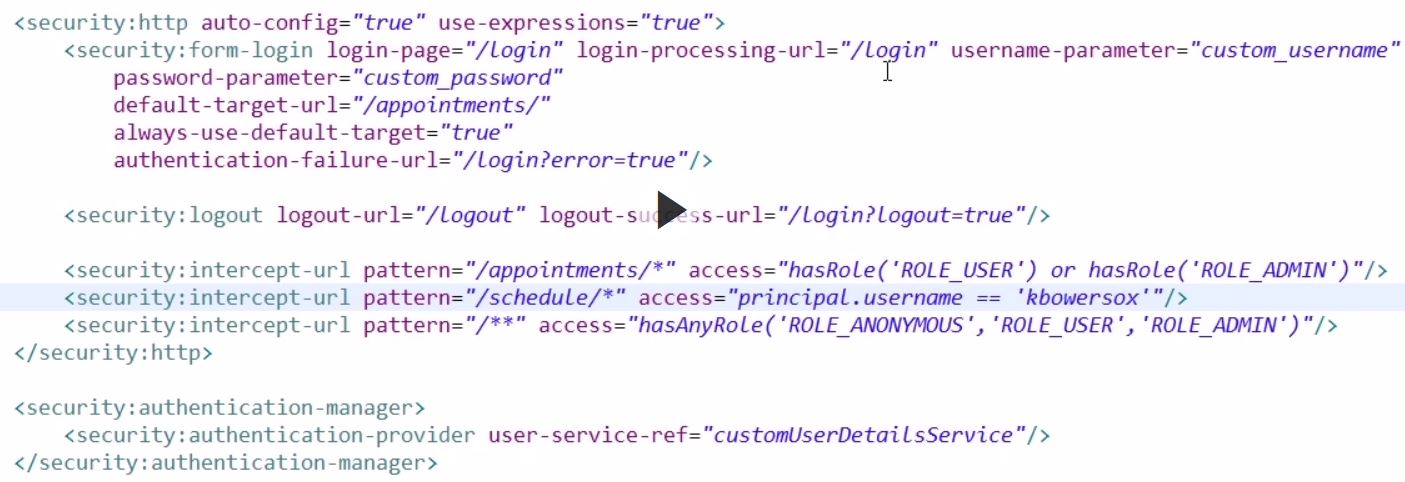 <security:http auto-config="true" use-expressions="true">
<security:form-login login-page="/login" login-processing-url="/login" username-parameter="custom_username"
password-parameter="custom_password"
default-target-url="/appointments/"
always-use-default-target="true"
authentication-failure-url="/login?error=true"/>
<security:logout logout-url="/logout" logout-success-url="/login?logout=true"/>
<security:intercept-url pattern="/appointments/*" access="hasRole('ROLE_USER') or hasRole('ROLE_ADMIN')"/>
<security:intercept-url pattern="/schedule/*" access="principal.username == 'kbowersox'"/>
<security:intercept-url pattern="/**" access="hasAnyRole('ROLE_ANONYMOUS','ROLE_USER','ROLE_ADMIN')"/>
</security:http>
<security:authentication-manager>
<security:authentication-provider user-service-ref="customUserDetailsService"/>
</security:authentication-manager>